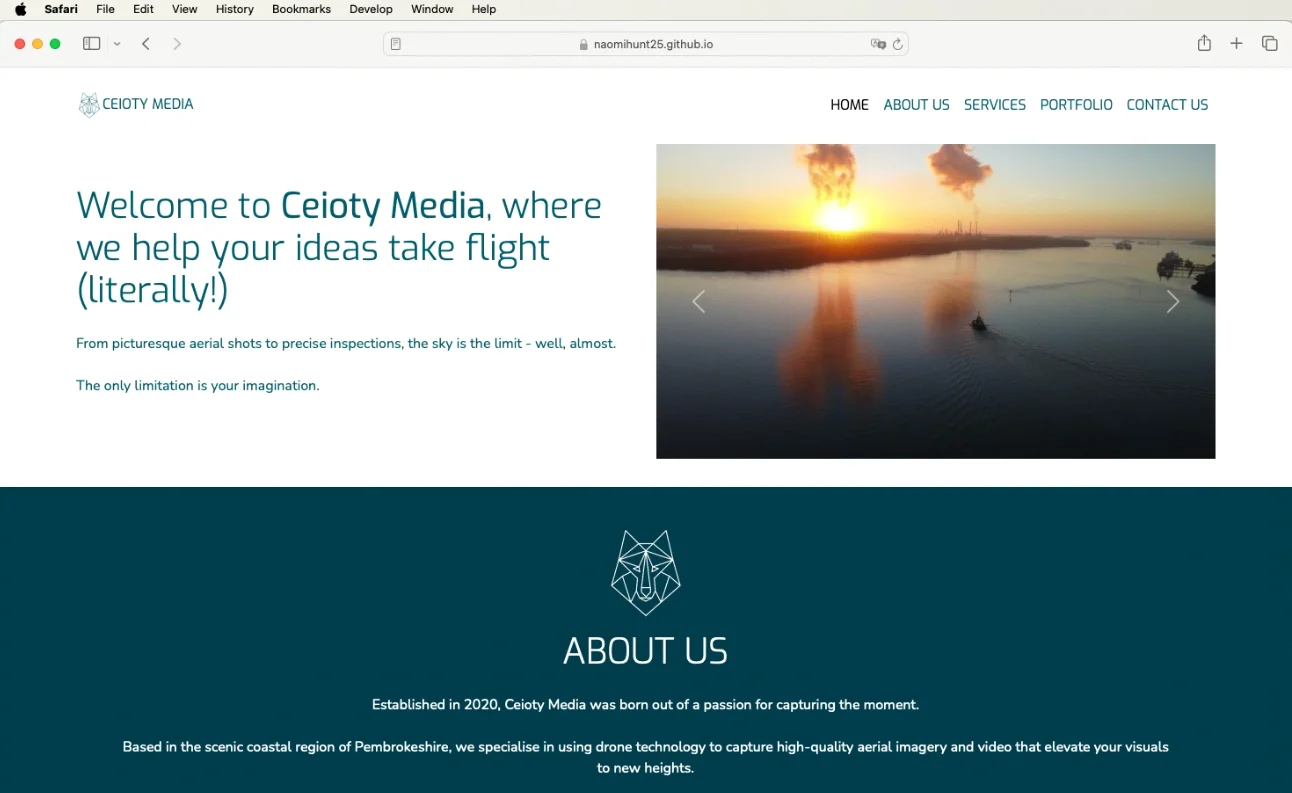 Safari File Edit View History Bookmarks Develop Window Help
naomihunt25.github.io
CEIOTY MEDIA
HOME ABOUT US SERVICES PORTFOLIO CONTACT US
Welcome to Ceioty Media, where
we help your ideas take flight
(literally!)
From picturesque aerial shots to precise inspections, the sky is the limit - well, almost.
The only limitation is your imagination.
ABOUT US
Established in 2020, Ceioty Media was born out of a passion for capturing the moment.
Based in the scenic coastal region of Pembrokeshire, we specialise in using drone technology to capture high-quality aerial imagery and video that elevate your visuals
to new heights.